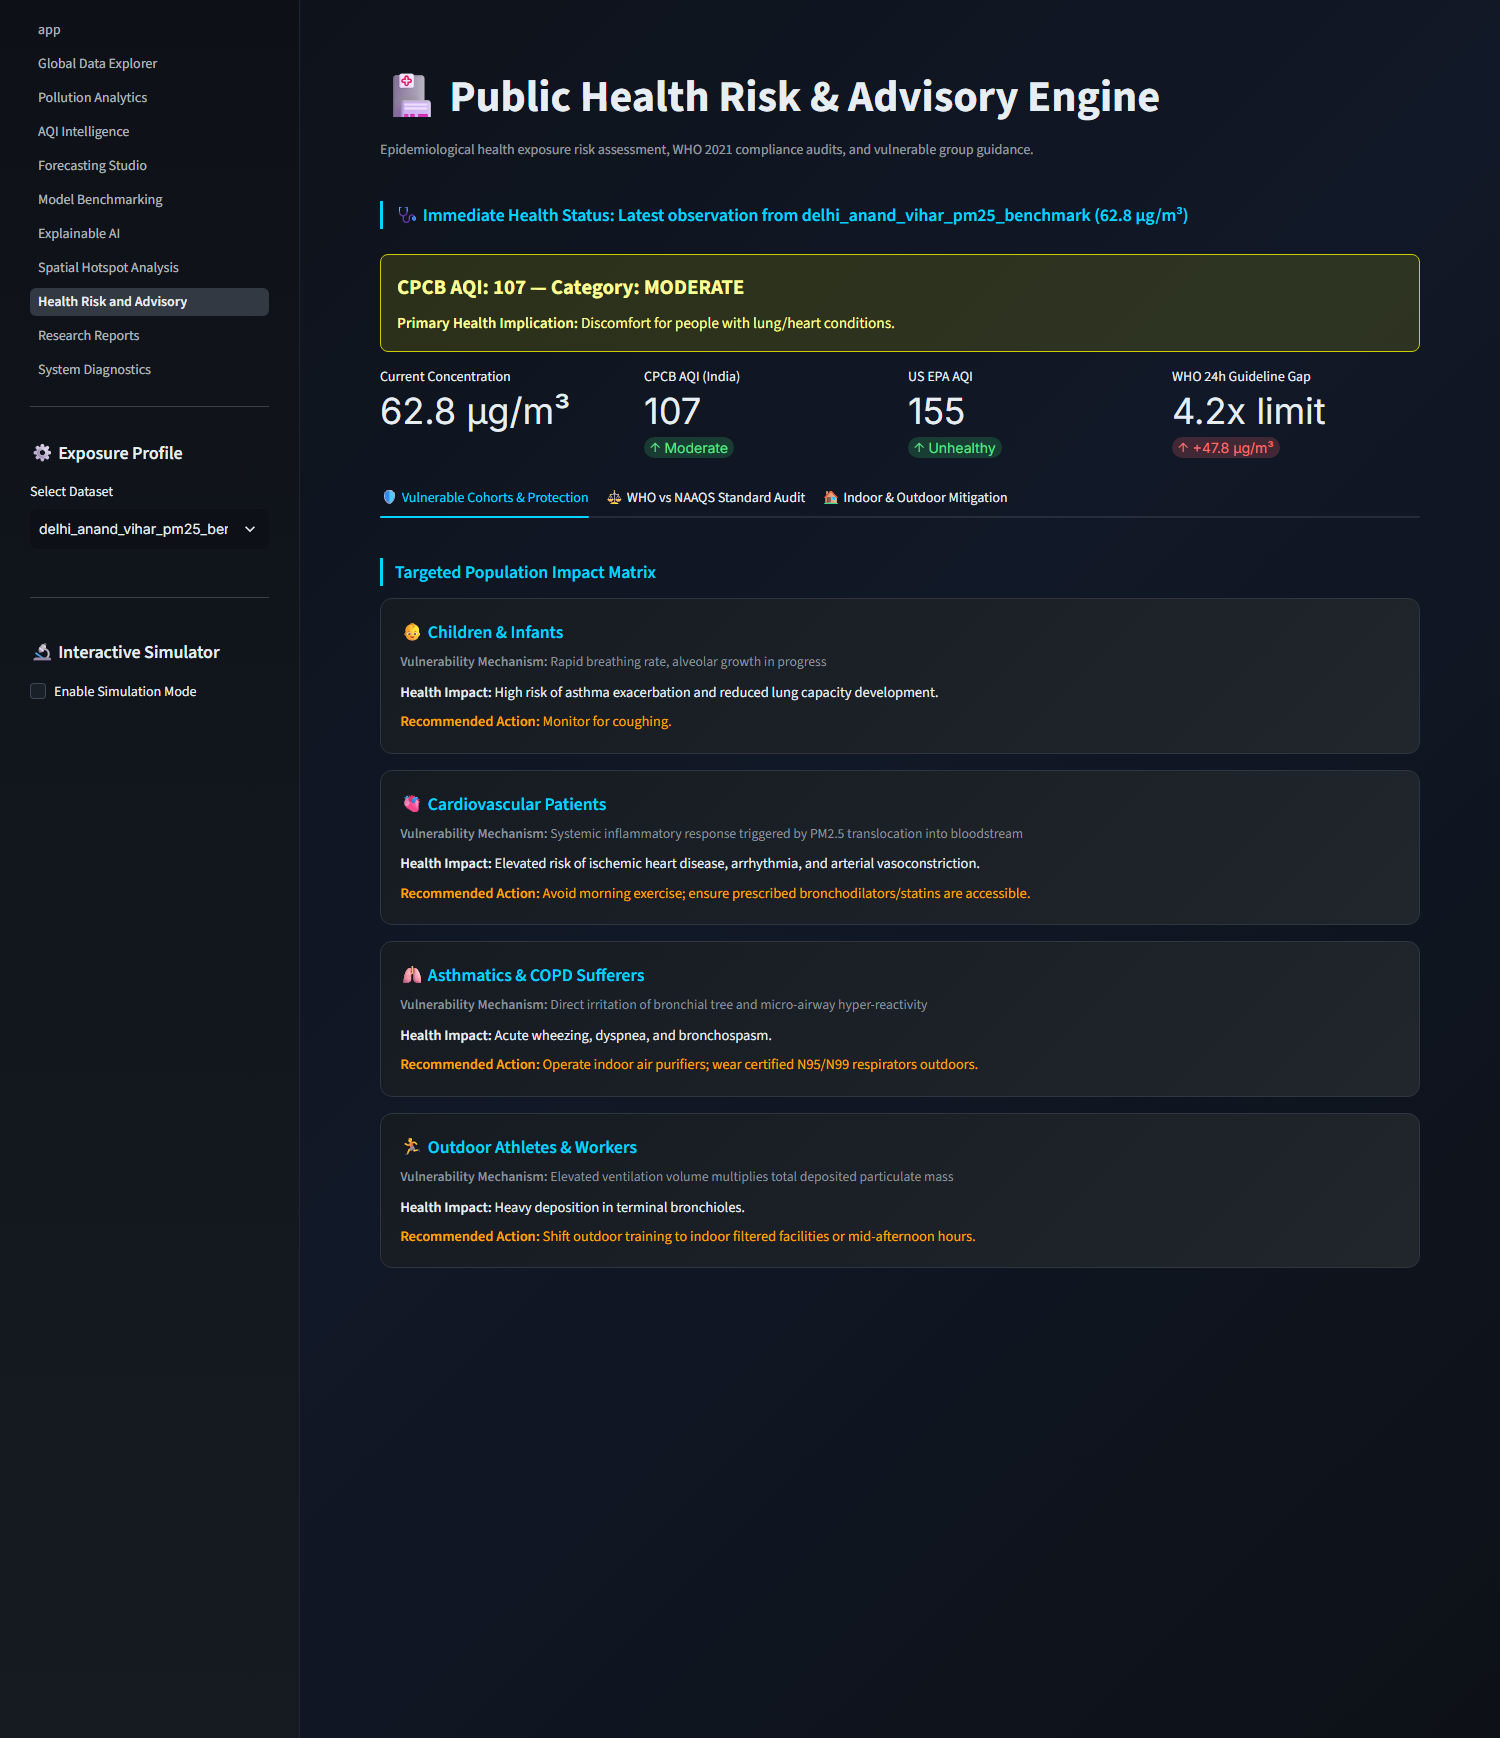 app
Global Data Explorer
Pollution Analytics
AQI Intelligence
Forecasting Studio
Model Benchmarking
Explainable AI
Spatial Hotspot Analysis
Health Risk and Advisory
Research Reports
System Diagnostics
Exposure Profile
Select Dataset
delhi_anand_vihar_pm25_ber
Interactive Simulator
Enable Simulation Mode
Public Health Risk & Advisory Engine
Epidemiological health exposure risk assessment, WHO 2021 compliance audits, and vulnerable group guidance.
Immediate Health Status: Latest observation from delhi_anand_vihar_pm25_benchmark (62.8 µg/m³)
CPCB AQI: 107 — Category: MODERATE
Primary Health Implication: Discomfort for people with lung/heart conditions.
Current Concentration
62.8 µg/m³
CPCB AQI (India)
107
↑ Moderate
US EPA AQI
155
↑ Unhealthy
WHO 24h Guideline Gap
4.2x limit
↑ +47.8 µg/m³
Vulnerable Cohorts & Protection
WHO vs NAAQS Standard Audit
Indoor & Outdoor Mitigation
Targeted Population Impact Matrix
Children & Infants
Vulnerability Mechanism: Rapid breathing rate, alveolar growth in progress
Health Impact: High risk of asthma exacerbation and reduced lung capacity development.
Recommended Action: Monitor for coughing.
Cardiovascular Patients
Vulnerability Mechanism: Systemic inflammatory response triggered by PM2.5 translocation into bloodstream
Health Impact: Elevated risk of ischemic heart disease, arrhythmia, and arterial vasoconstriction.
Recommended Action: Avoid morning exercise; ensure prescribed bronchodilators/statins are accessible.
Asthmatics & COPD Sufferers
Vulnerability Mechanism: Direct irritation of bronchial tree and micro-airway hyper-reactivity
Health Impact: Acute wheezing, dyspnea, and bronchospasm.
Recommended Action: Operate indoor air purifiers; wear certified N95/N99 respirators outdoors.
Outdoor Athletes & Workers
Vulnerability Mechanism: Elevated ventilation volume multiplies total deposited particulate mass
Health Impact: Heavy deposition in terminal bronchioles.
Recommended Action: Shift outdoor training to indoor filtered facilities or mid-afternoon hours.